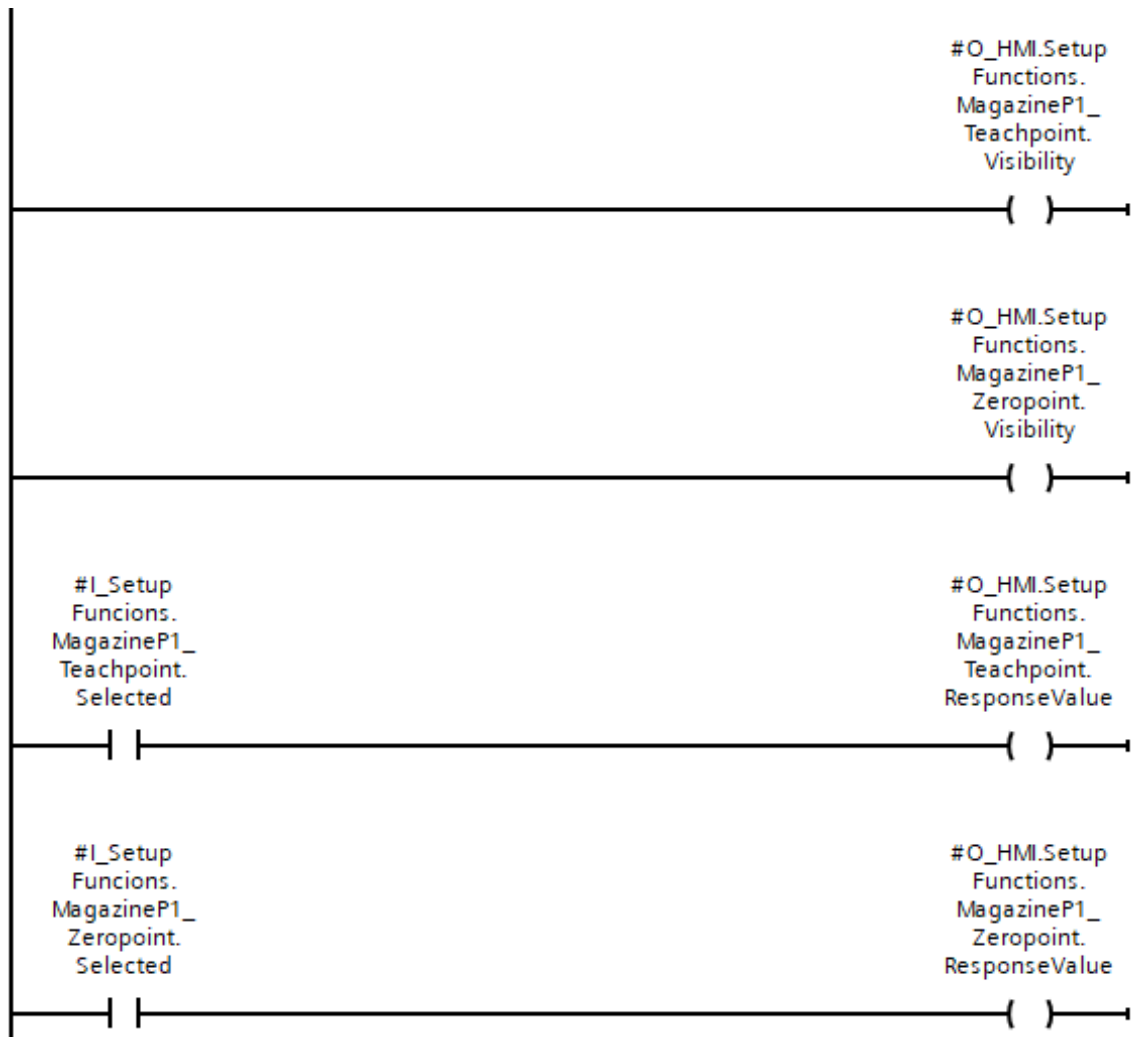 #O_HMI.Setup
Functions.
MagazineP1_
Teachpoint.
Visibility
#O_HMI.Setup
Functions.
MagazineP1_
Zeropoint.
Visibility
#I_Setup
Funcions.
MagazineP1_
Teachpoint.
Selected
#O_HMI.Setup
Functions.
MagazineP1_
Teachpoint.
ResponseValue
#I_Setup
Funcions.
MagazineP1_
Zeropoint.
Selected
#O_HMI.Setup
Functions.
MagazineP1_
Zeropoint.
ResponseValue